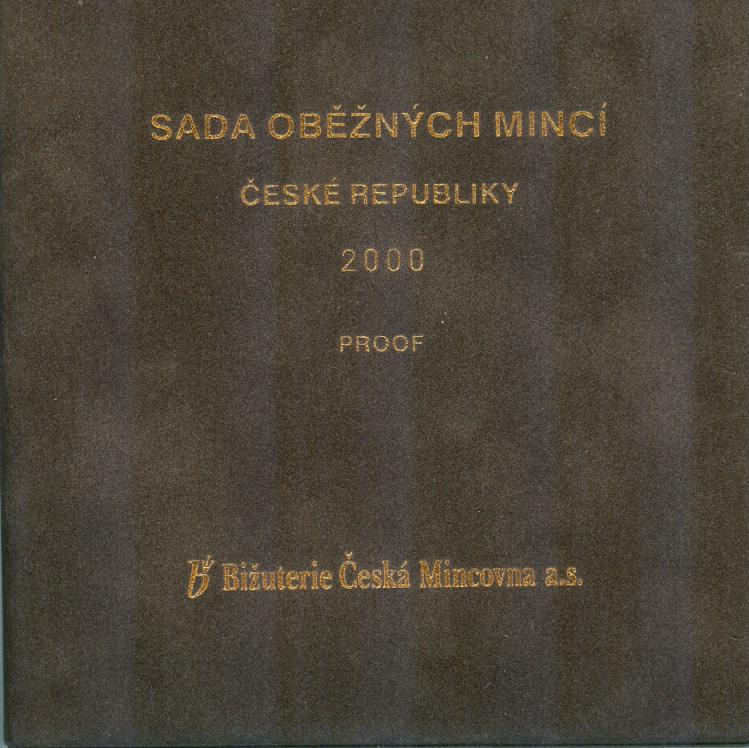 SADA OBĚŽNÝCH MINCÍ
ČESKÉ REPUBLIKY
2000
PROOF
Bižuterie Česká Mincovna a.s.